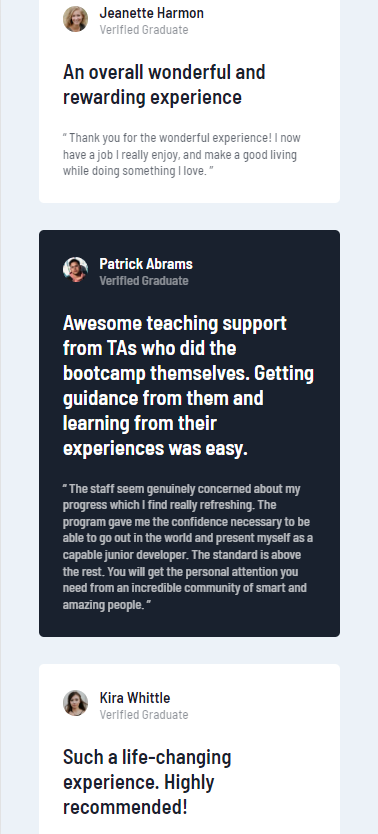 Jeanette Harmon
Verified Graduate
An overall wonderful and
rewarding experience
“ Thank you for the wonderful experience! I now
have a job I really enjoy, and make a good living
while doing something I love. ”
Patrick Abrams
Verified Graduate
Awesome teaching support
from TAs who did the
bootcamp themselves. Getting
guidance from them and
learning from their
experiences was easy.
“ The staff seem genuinely concerned about my
progress which I find really refreshing. The
program gave me the confidence necessary to be
able to go out in the world and present myself as a
capable junior developer. The standard is above
the rest. You will get the personal attention you
need from an incredible community of smart and
amazing people. ”
Kira Whittle
Verified Graduate
Such a life-changing
experience. Highly
recommended!